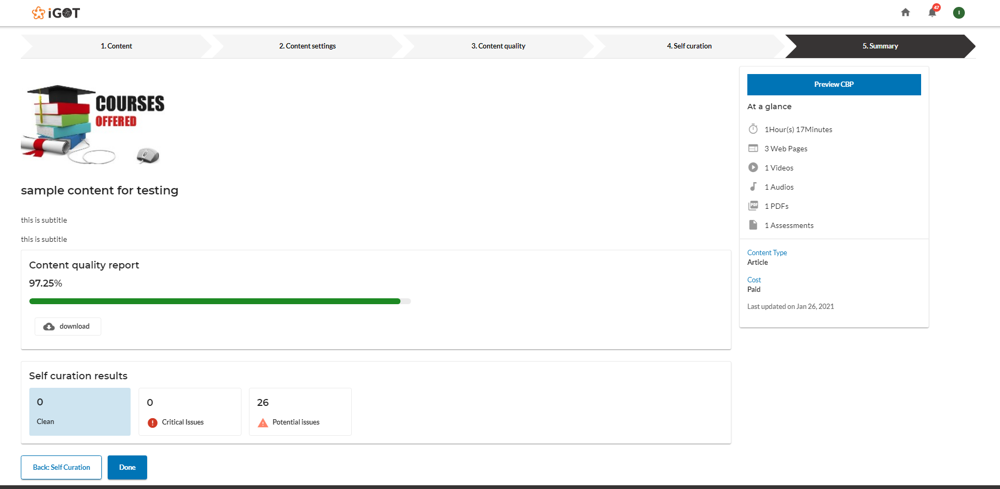 iGOT
47
I
1. Content
2. Content settings
3. Content quality
4. Self curation
5. Summary
COURSES
OFFERED
sample content for testing
this is subtitle
this is subtitle
Content quality report
97.25%
download
Self curation results
0
Clean
0
Critical Issues
26
Potential issues
Back: Self Curation
Done
Preview CBP
At a glance
1Hour(s) 17Minutes
3 Web Pages
1 Videos
1 Audios
PDF
1 PDFs
1 Assessments
Content Type
Article
Cost
Paid
Last updated on Jan 26, 2021